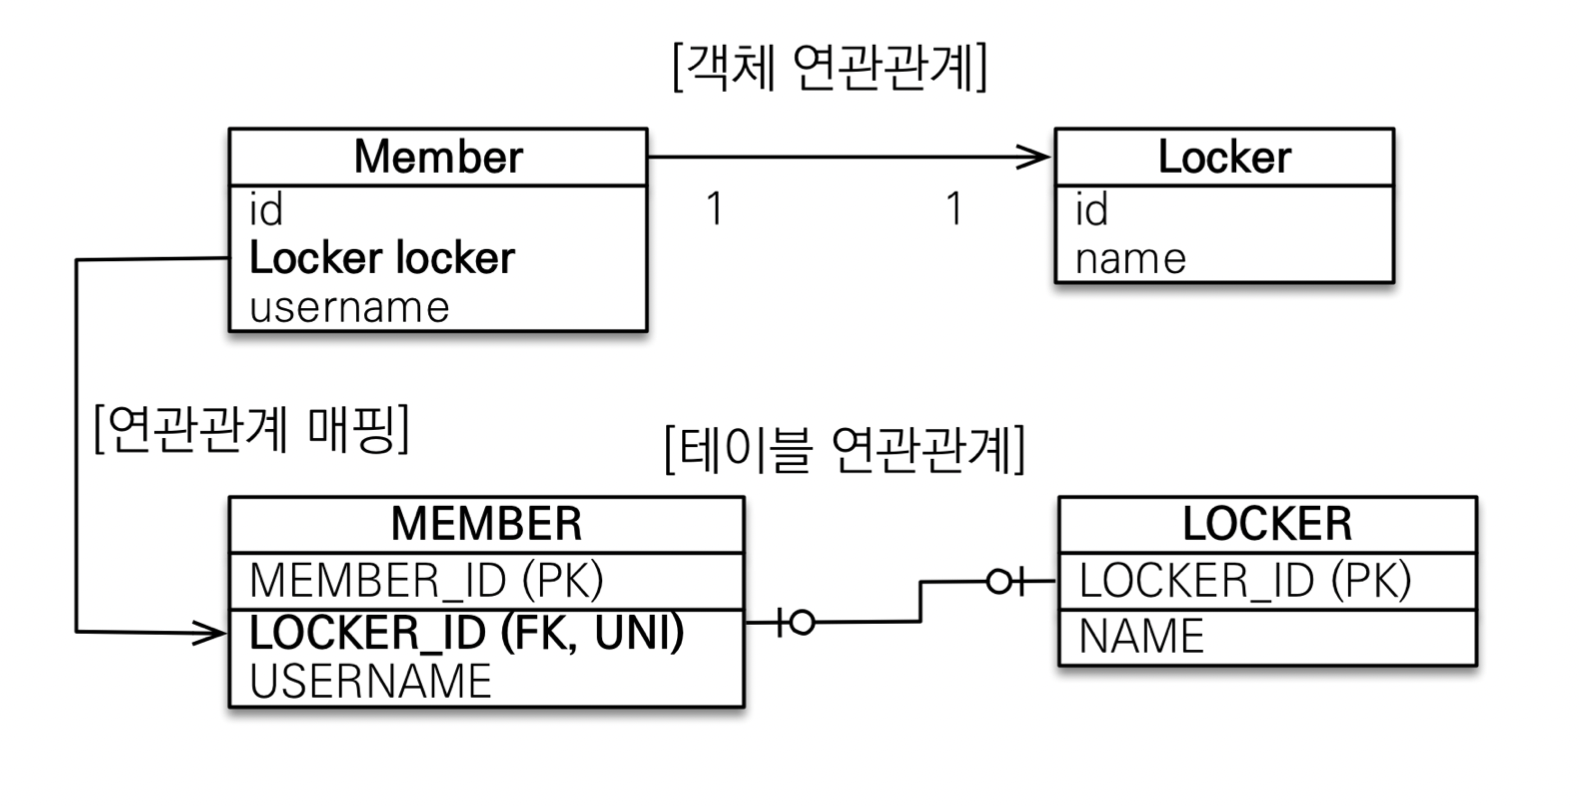 [객체 연관관계]
Member
id
Locker locker
username
1
1
Locker
id
name
[연관관계 매핑]
[테이블 연관관계]
MEMBER
MEMBER_ID (PK)
LOCKER_ID (FK, UNI)
USERNAME
LOCKER
LOCKER_ID (PK)
NAME